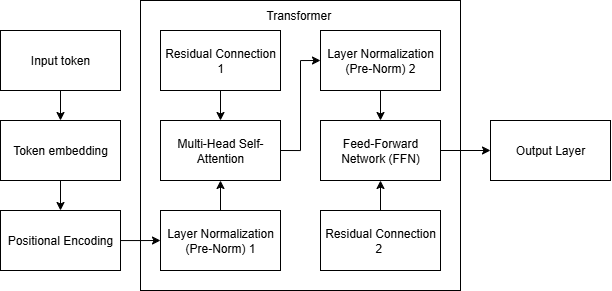 Transformer
Input token
Residual Connection
1
Layer Normalization
(Pre-Norm) 2
Token embedding
Multi-Head Self-
Attention
Feed-Forward
Network (FFN)
Output Layer
Positional Encoding
Layer Normalization
(Pre-Norm) 1
Residual Connection
2